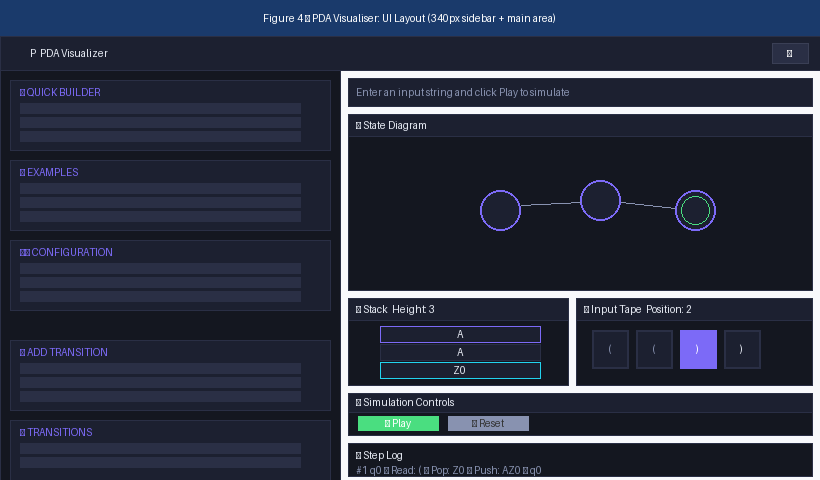 Figure 4 PDA Visualiser: UI Layout (340px sidebar + main area)
P PDA Visualizer
QUICK BUILDER
EXAMPLES
CONFIGURATION
ADD TRANSITION
TRANSITIONS
Enter an input string and click Play to simulate
State Diagram
Stack Height: 3
A
A
Z0
Input Tape Position: 2
( ( ) )
Simulation Controls
Play Reset
Step Log
#1 q0 Read: ( Pop: Z0 Push: AZ0 q0